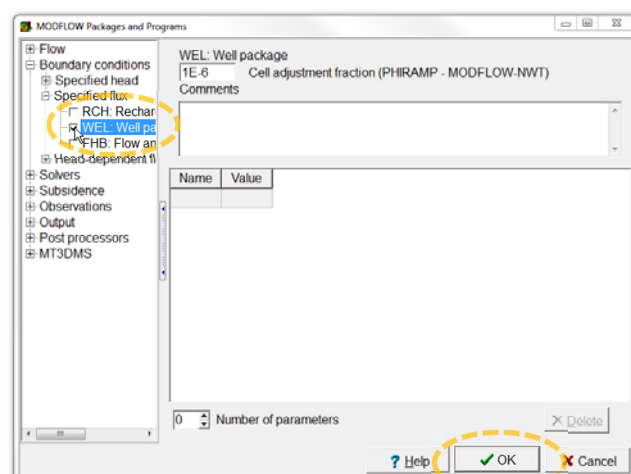 MODFLOW Packages and Programs
Flow
Boundary conditions
Specified head
Specified flux
RCH: Rechar
WEL: Well pa
FHB: Flow an
Head-dependent fl
Solvers
Subsidence
Observations
Output
Post processors
MT3DMS
WEL: Well package
1E-6 Cell adjustment fraction (PHIRAMP - MODFLOW-NWT)
Comments
Name Value
0 Number of parameters
Delete
? Help
OK
Cancel